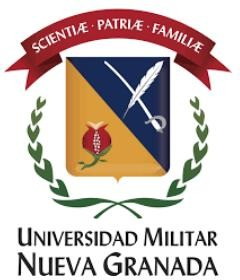 SCIENTIÆ · PATRIÆ · FAMILIÆ
UNIVERSIDAD MILITAR
NUEVA GRANADA